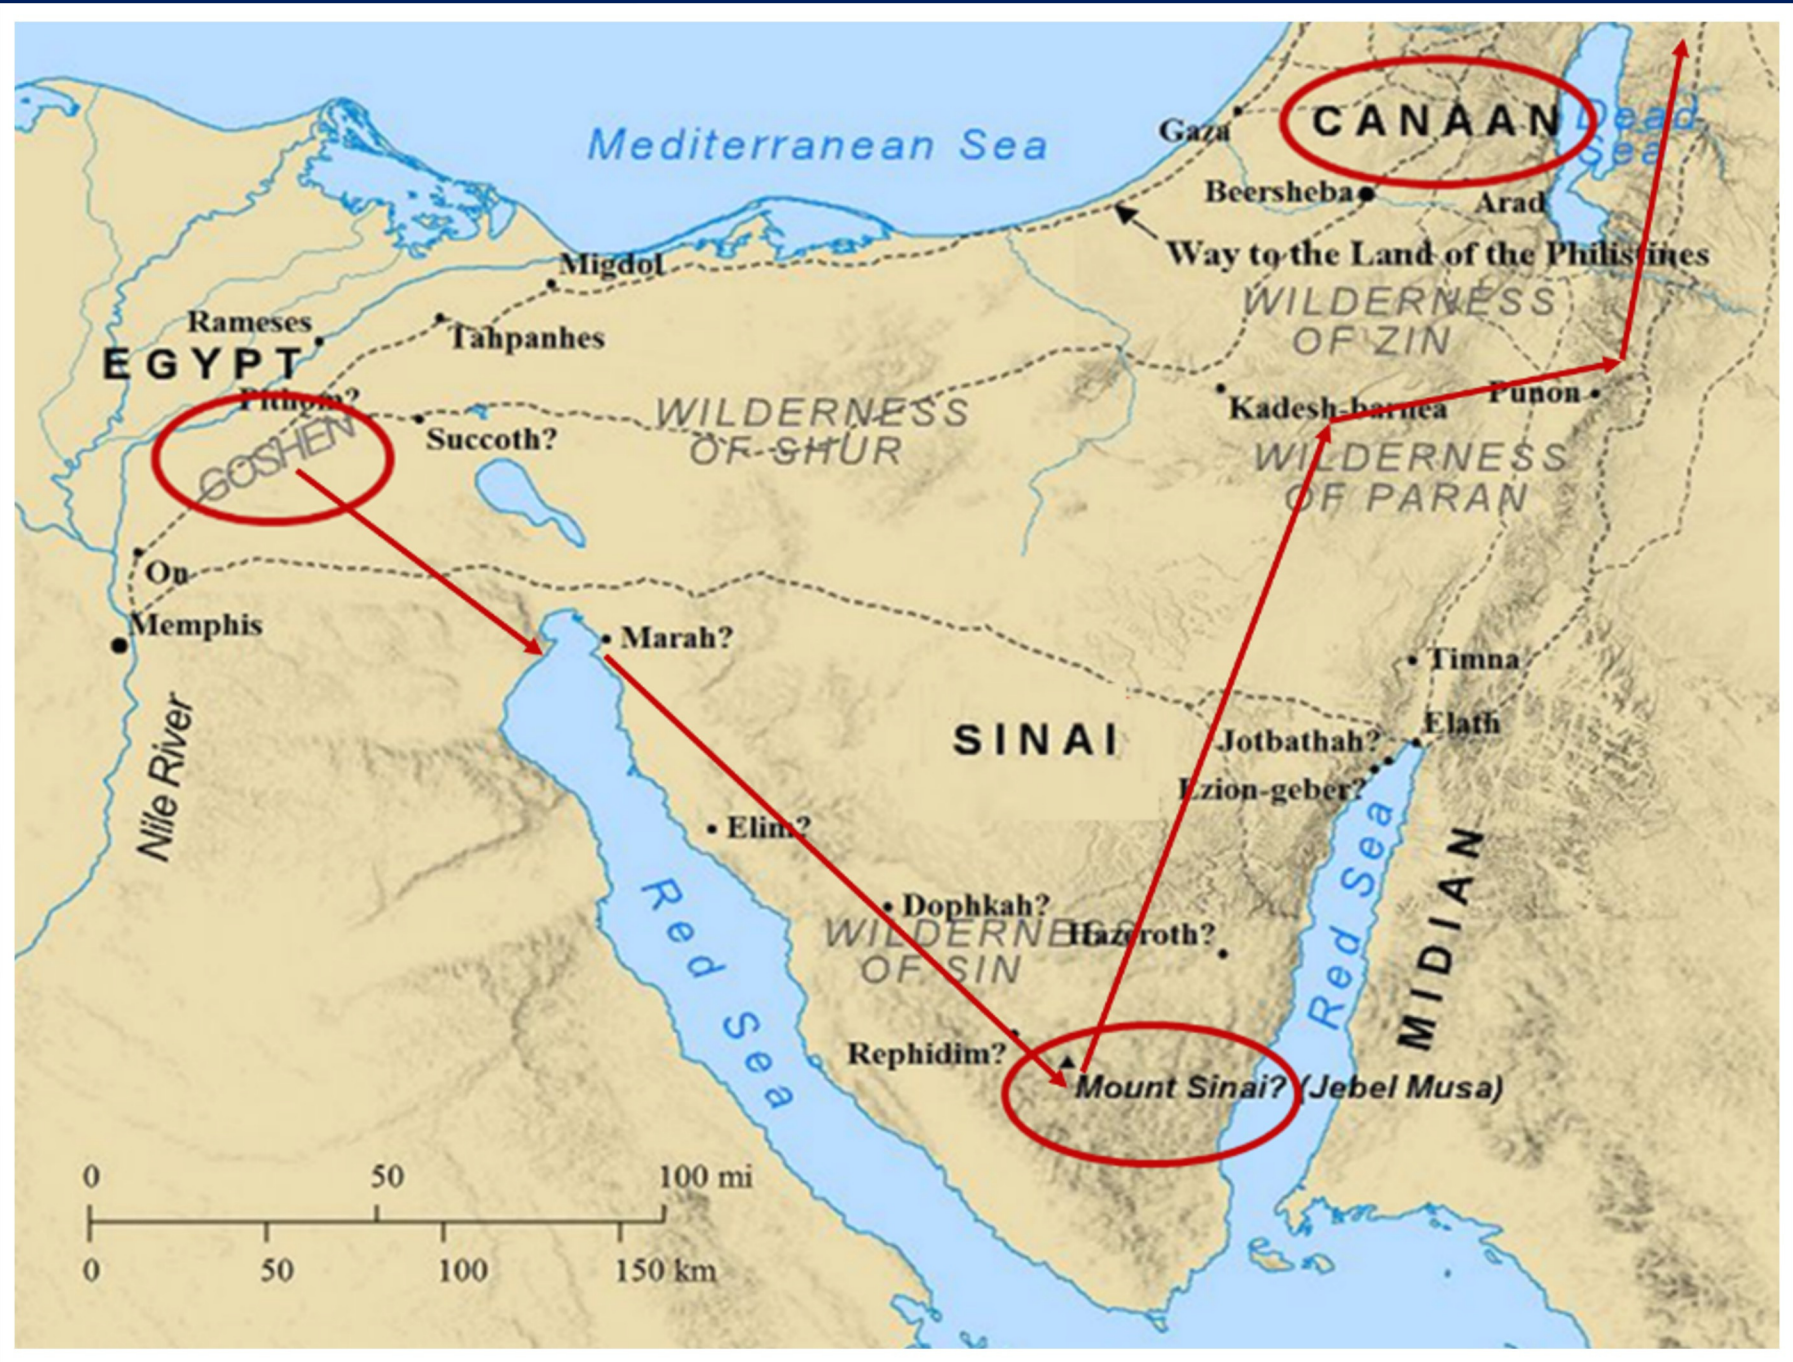 CANAAN
Dead
Sea
Gaza
Mediterranean Sea
Beersheba
Arad
Way to the Land of the Philistines
Migdol
WILDERNESS
OF ZIN
Rameses
Tahpanhes
EGYPT
Pithom?
Kadesh-barnea
Punon
GOSHEN
Succoth?
WILDERNESS
OF SHUR
WILDERNESS
OF PARAN
On
Memphis
Marah?
Timna
Nile River
SINAI
Elath
Jotbathah?
Ezion-geber?
Elim?
Red Sea
Red Sea
MIDIAN
Dophkah?
WILDERNESS
OF SIN
Hazeroth?
Rephidim?
Mount Sinai? (Jebel Musa)
0 50 100 mi
0 50 100 150 km